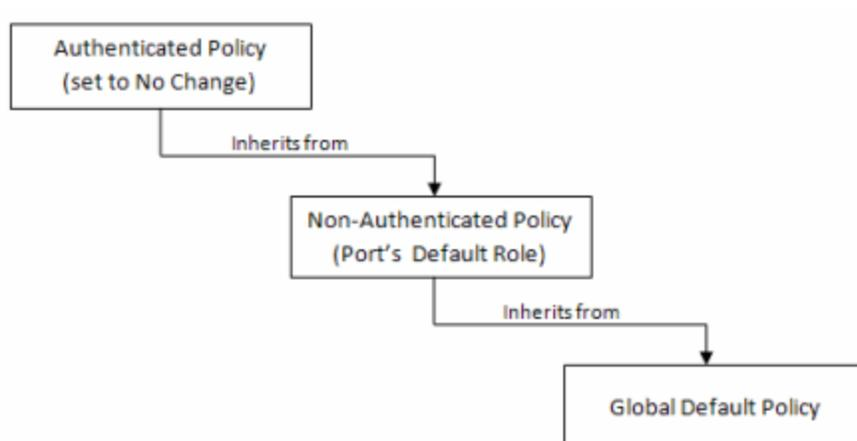 Authenticated Policy
(set to No Change)
Inherits from
Non-Authenticated Policy
(Port's Default Role)
Inherits from
Global Default Policy